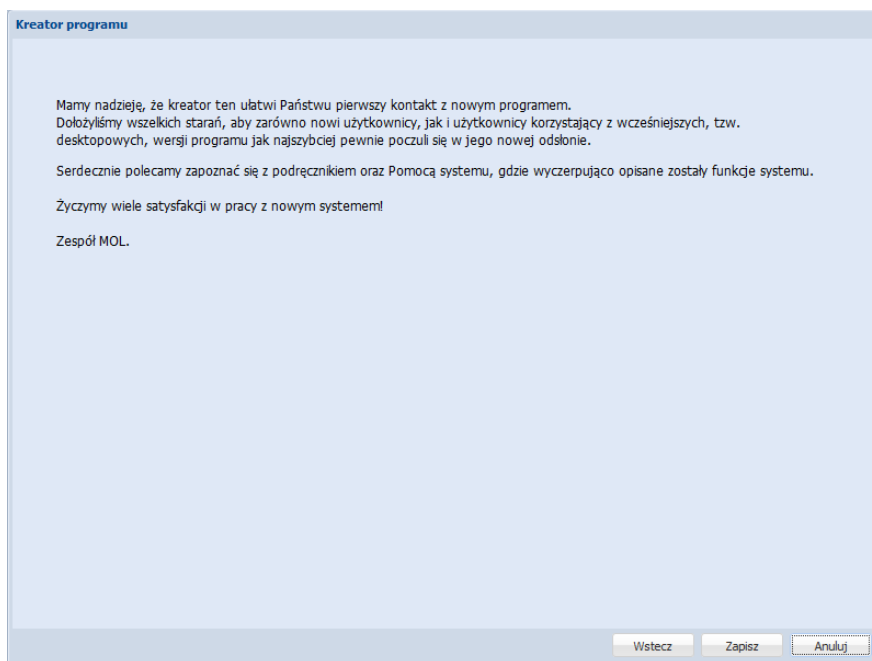 Kreator programu
Mamy nadzieję, że kreator ten ułatwi Państwu pierwszy kontakt z nowym programem.
Dołożyliśmy wszelkich starań, aby zarówno nowi użytkownicy, jak i użytkownicy korzystający z wcześniejszych, tzw.
desktopowych, wersji programu jak najszybciej pewnie poczuli się w jego nowej odsłonie.
Serdecznie polecamy zapoznać się z podręcznikiem oraz Pomocą systemu, gdzie wyczerpująco opisane zostały funkcje systemu.
Życzymy wiele satysfakcji w pracy z nowym systemem!
Zespół MOL.
Wstecz Zapisz Anuluj